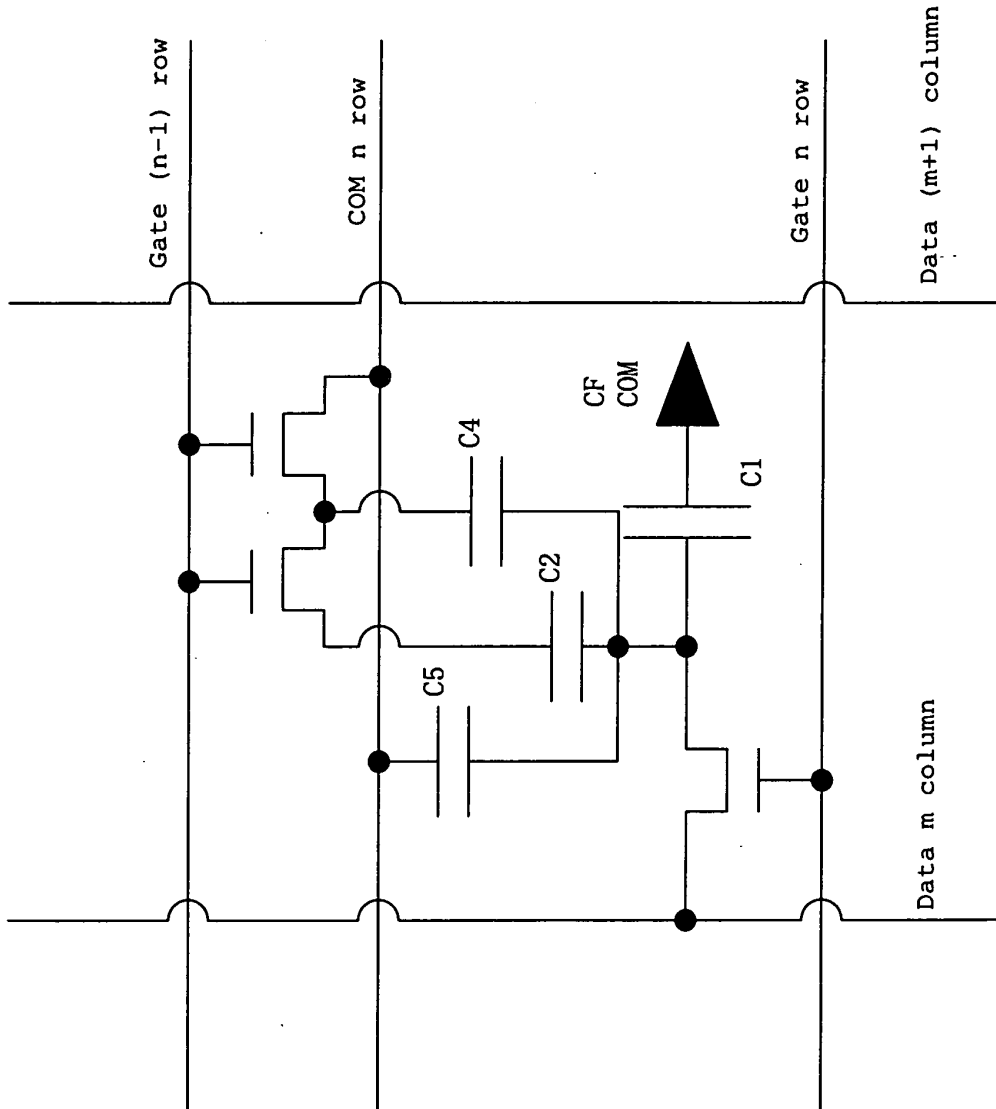 Gate (n-1) row
COM n row
Gate n row
Data (m+1) column
C4
CF
COM
C1
C2
C5
Data m column